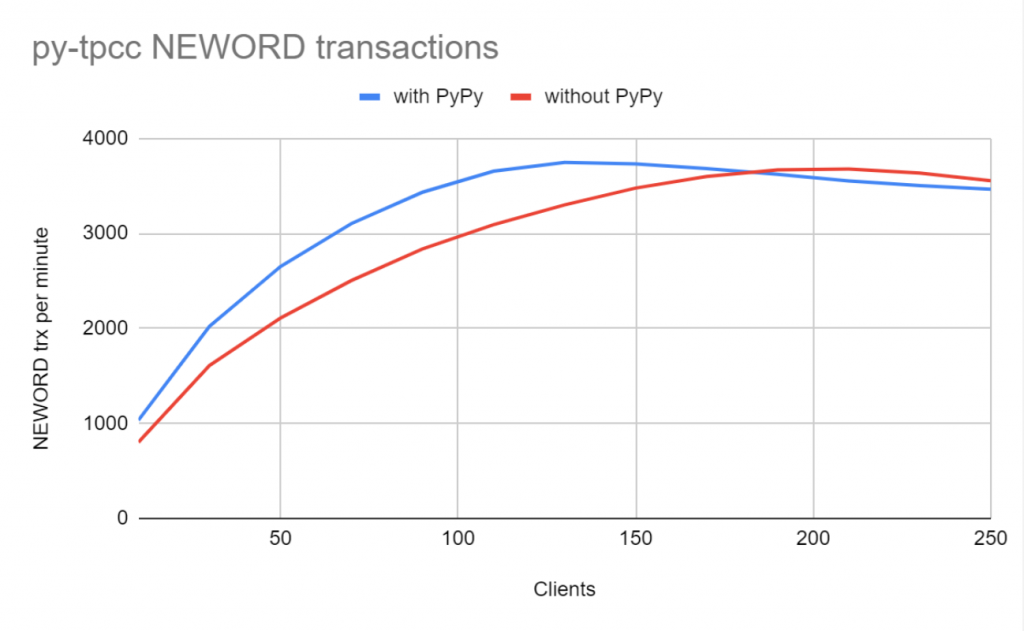 py-tpcc NEWORD transactions
with PyPy
without PyPy
NEWORD trx per minute
4000
3000
2000
1000
0
50
100
150
200
250
Clients